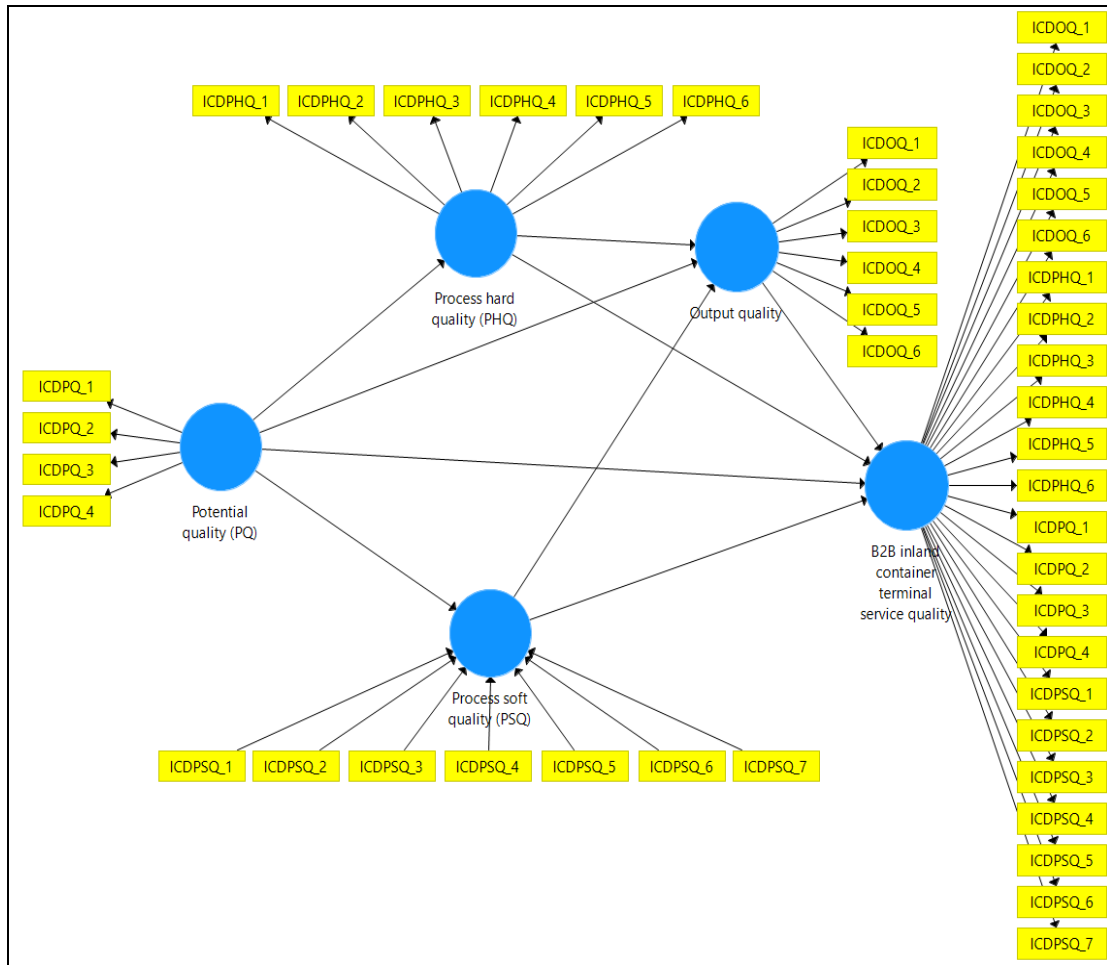 ICDPHQ_1
ICDPHQ_2
ICDPHQ_3
ICDPHQ_4
ICDPHQ_5
ICDPHQ_6
Process hard
quality (PHQ)
ICDOQ_1
ICDOQ_2
ICDOQ_3
ICDOQ_4
ICDOQ_5
ICDOQ_6
Output quality
ICDPQ_1
ICDPQ_2
ICDPQ_3
ICDPQ_4
Potential
quality (PQ)
Process soft
quality (PSQ)
ICDPSQ_1
ICDPSQ_2
ICDPSQ_3
ICDPSQ_4
ICDPSQ_5
ICDPSQ_6
ICDPSQ_7
B2B inland
container
terminal
service quality
ICDOQ_1
ICDOQ_2
ICDOQ_3
ICDOQ_4
ICDOQ_5
ICDOQ_6
ICDPHQ_1
ICDPHQ_2
ICDPHQ_3
ICDPHQ_4
ICDPHQ_5
ICDPHQ_6
ICDPQ_1
ICDPQ_2
ICDPQ_3
ICDPQ_4
ICDPSQ_1
ICDPSQ_2
ICDPSQ_3
ICDPSQ_4
ICDPSQ_5
ICDPSQ_6
ICDPSQ_7